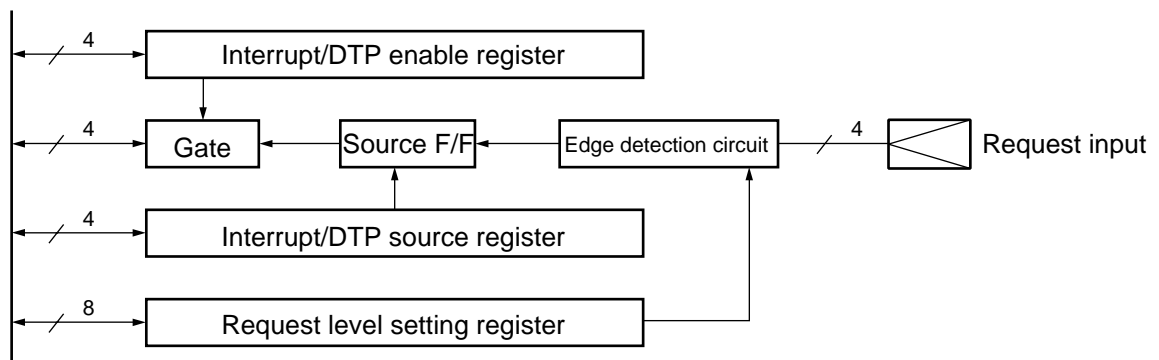 4
Interrupt/DTP enable register
4
Gate
Source F/F
Edge detection circuit
4
Request input
4
Interrupt/DTP source register
8
Request level setting register